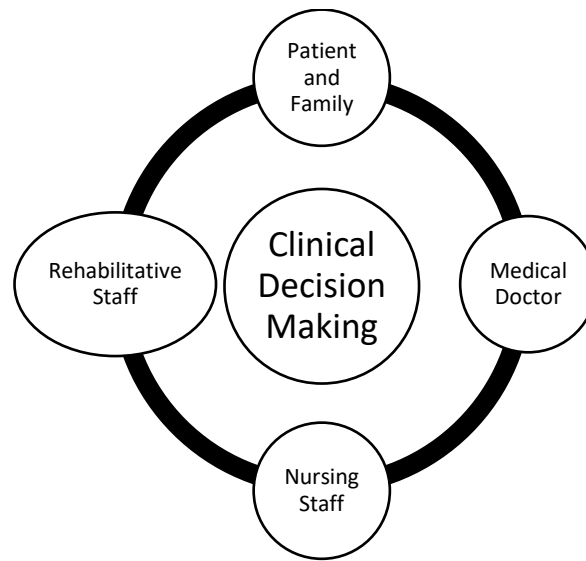 Patient
and
Family
Rehabilitative
Staff
Clinical
Decision
Making
Medical
Doctor
Nursing
Staff